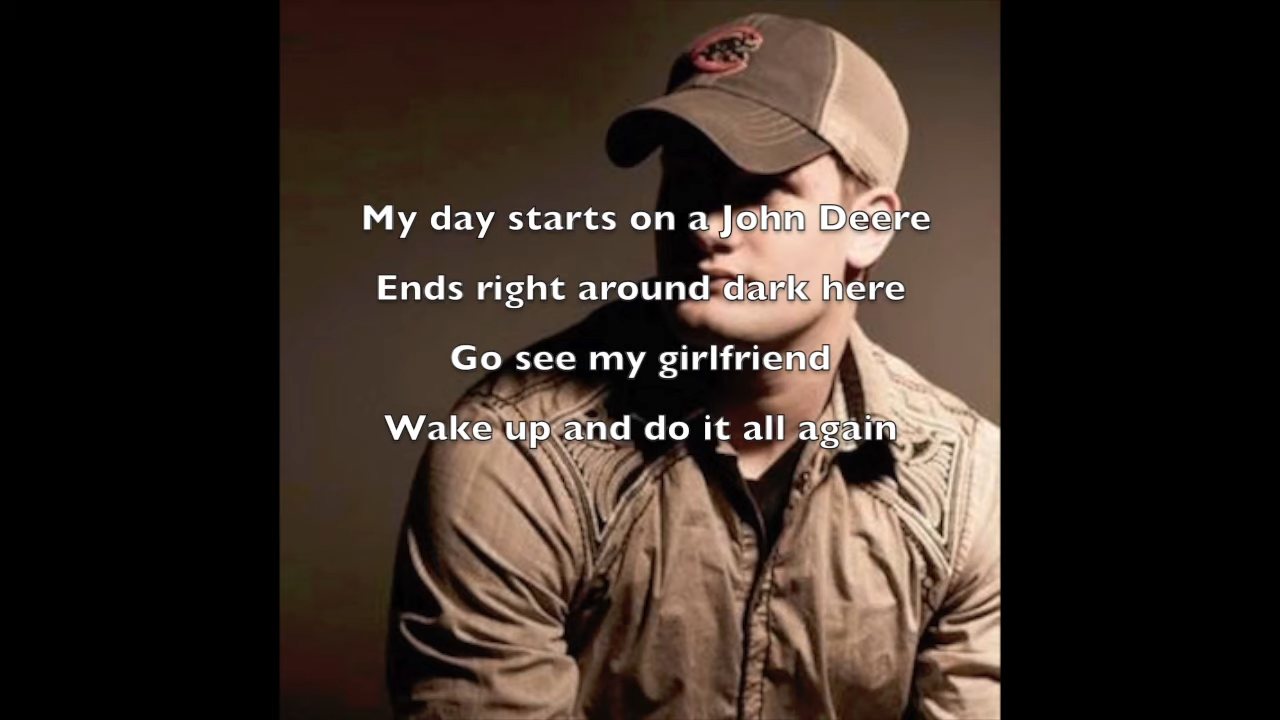 My day starts on a John Deere
Ends right around dark here
Go see my girlfriend
Wake up and do it all again